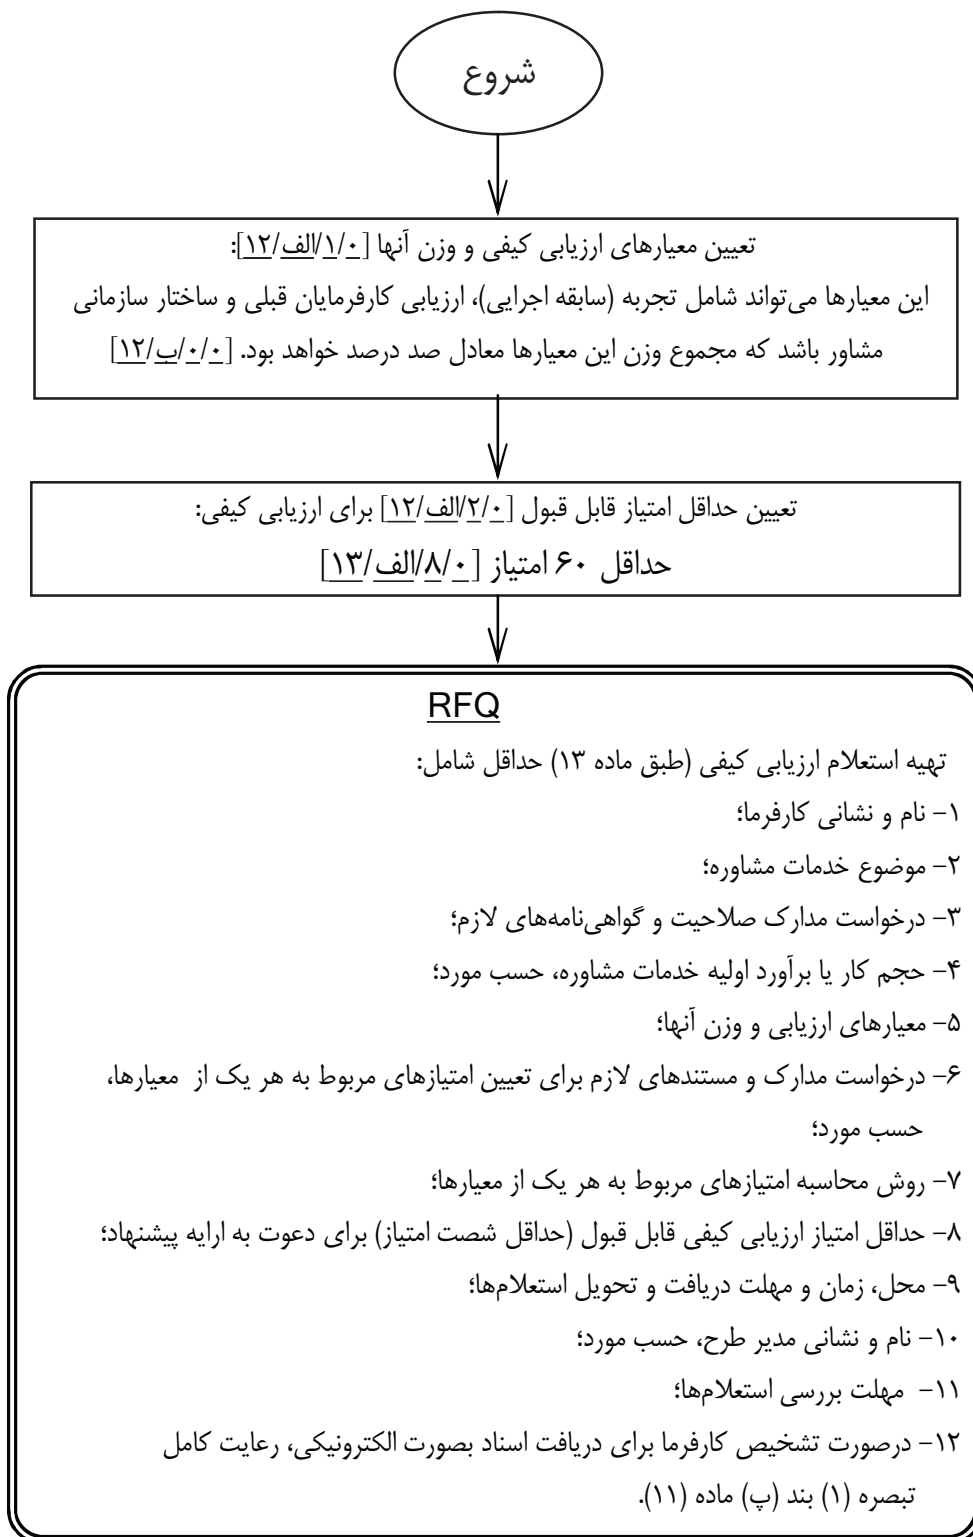 شروع
تعیین معیارهای ارزیابی کیفی و وزن آنها [۱۲/الف/۱/۰]:
این معیارها می‌تواند شامل تجربه (سابقه اجرایی)، ارزیابی کارفرمایان قبلی و ساختار سازمانی
مشاور باشد که مجموع وزن این معیارها معادل صد درصد خواهد بود. [۱۲/ب/۰/۰]
تعیین حداقل امتیاز قابل قبول [۱۲/الف/۲/۰] برای ارزیابی کیفی:
حداقل ۶۰ امتیاز [۱۳/الف/۸/۰]
RFQ
تهیه استعلام ارزیابی کیفی (طبق ماده ۱۳) حداقل شامل:
۱- نام و نشانی کارفرما؛
۲- موضوع خدمات مشاوره؛
۳- درخواست مدارک صلاحیت و گواهی‌نامه‌های لازم؛
۴- حجم کار یا برآورد اولیه خدمات مشاوره، حسب مورد؛
۵- معیارهای ارزیابی و وزن آنها؛
۶- درخواست مدارک و مستندهای لازم برای تعیین امتیازهای مربوط به هر یک از معیارها،
حسب مورد؛
۷- روش محاسبه امتیازهای مربوط به هر یک از معیارها؛
۸- حداقل امتیاز ارزیابی کیفی قابل قبول (حداقل شصت امتیاز) برای دعوت به ارایه پیشنهاد؛
۹- محل، زمان و مهلت دریافت و تحویل استعلام‌ها؛
۱۰- نام و نشانی مدیر طرح، حسب مورد؛
۱۱- مهلت بررسی استعلام‌ها؛
۱۲- درصورت تشخیص کارفرما برای دریافت اسناد بصورت الکترونیکی، رعایت کامل
تبصره (۱) بند (پ) ماده (۱۱).